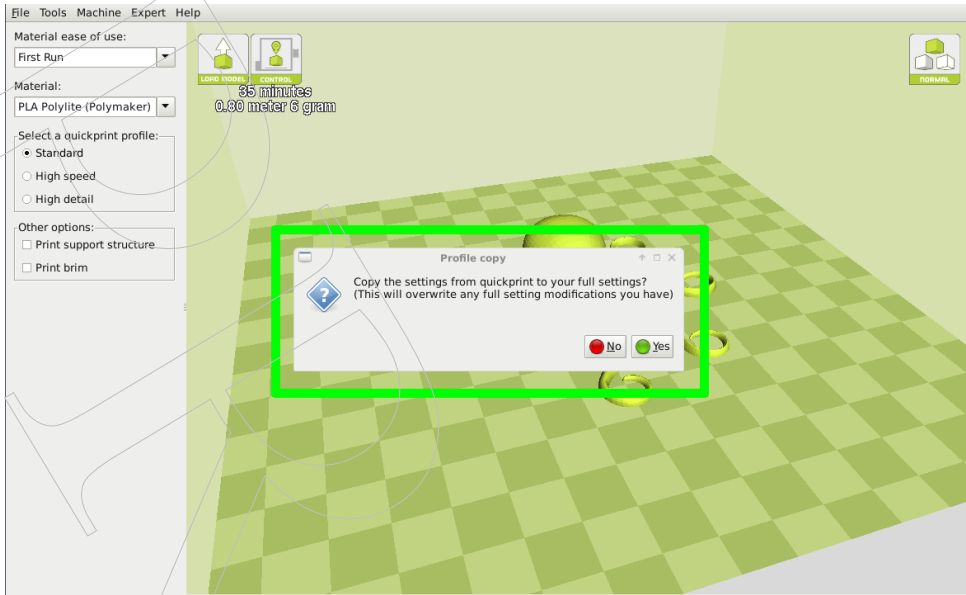 File Tools Machine Expert Help
Material ease of use:
First Run
Material:
PLA Polylite (Polymaker)
Select a quickprint profile:
Standard
High speed
High detail
Other options:
Print support structure
Print brim
LOAD MODEL
CONTROL
35 minutes
0.80 meter 6 gram
NORMAL
Profile copy
Copy the settings from quickprint to your full settings?
(This will overwrite any full setting modifications you have)
No Yes